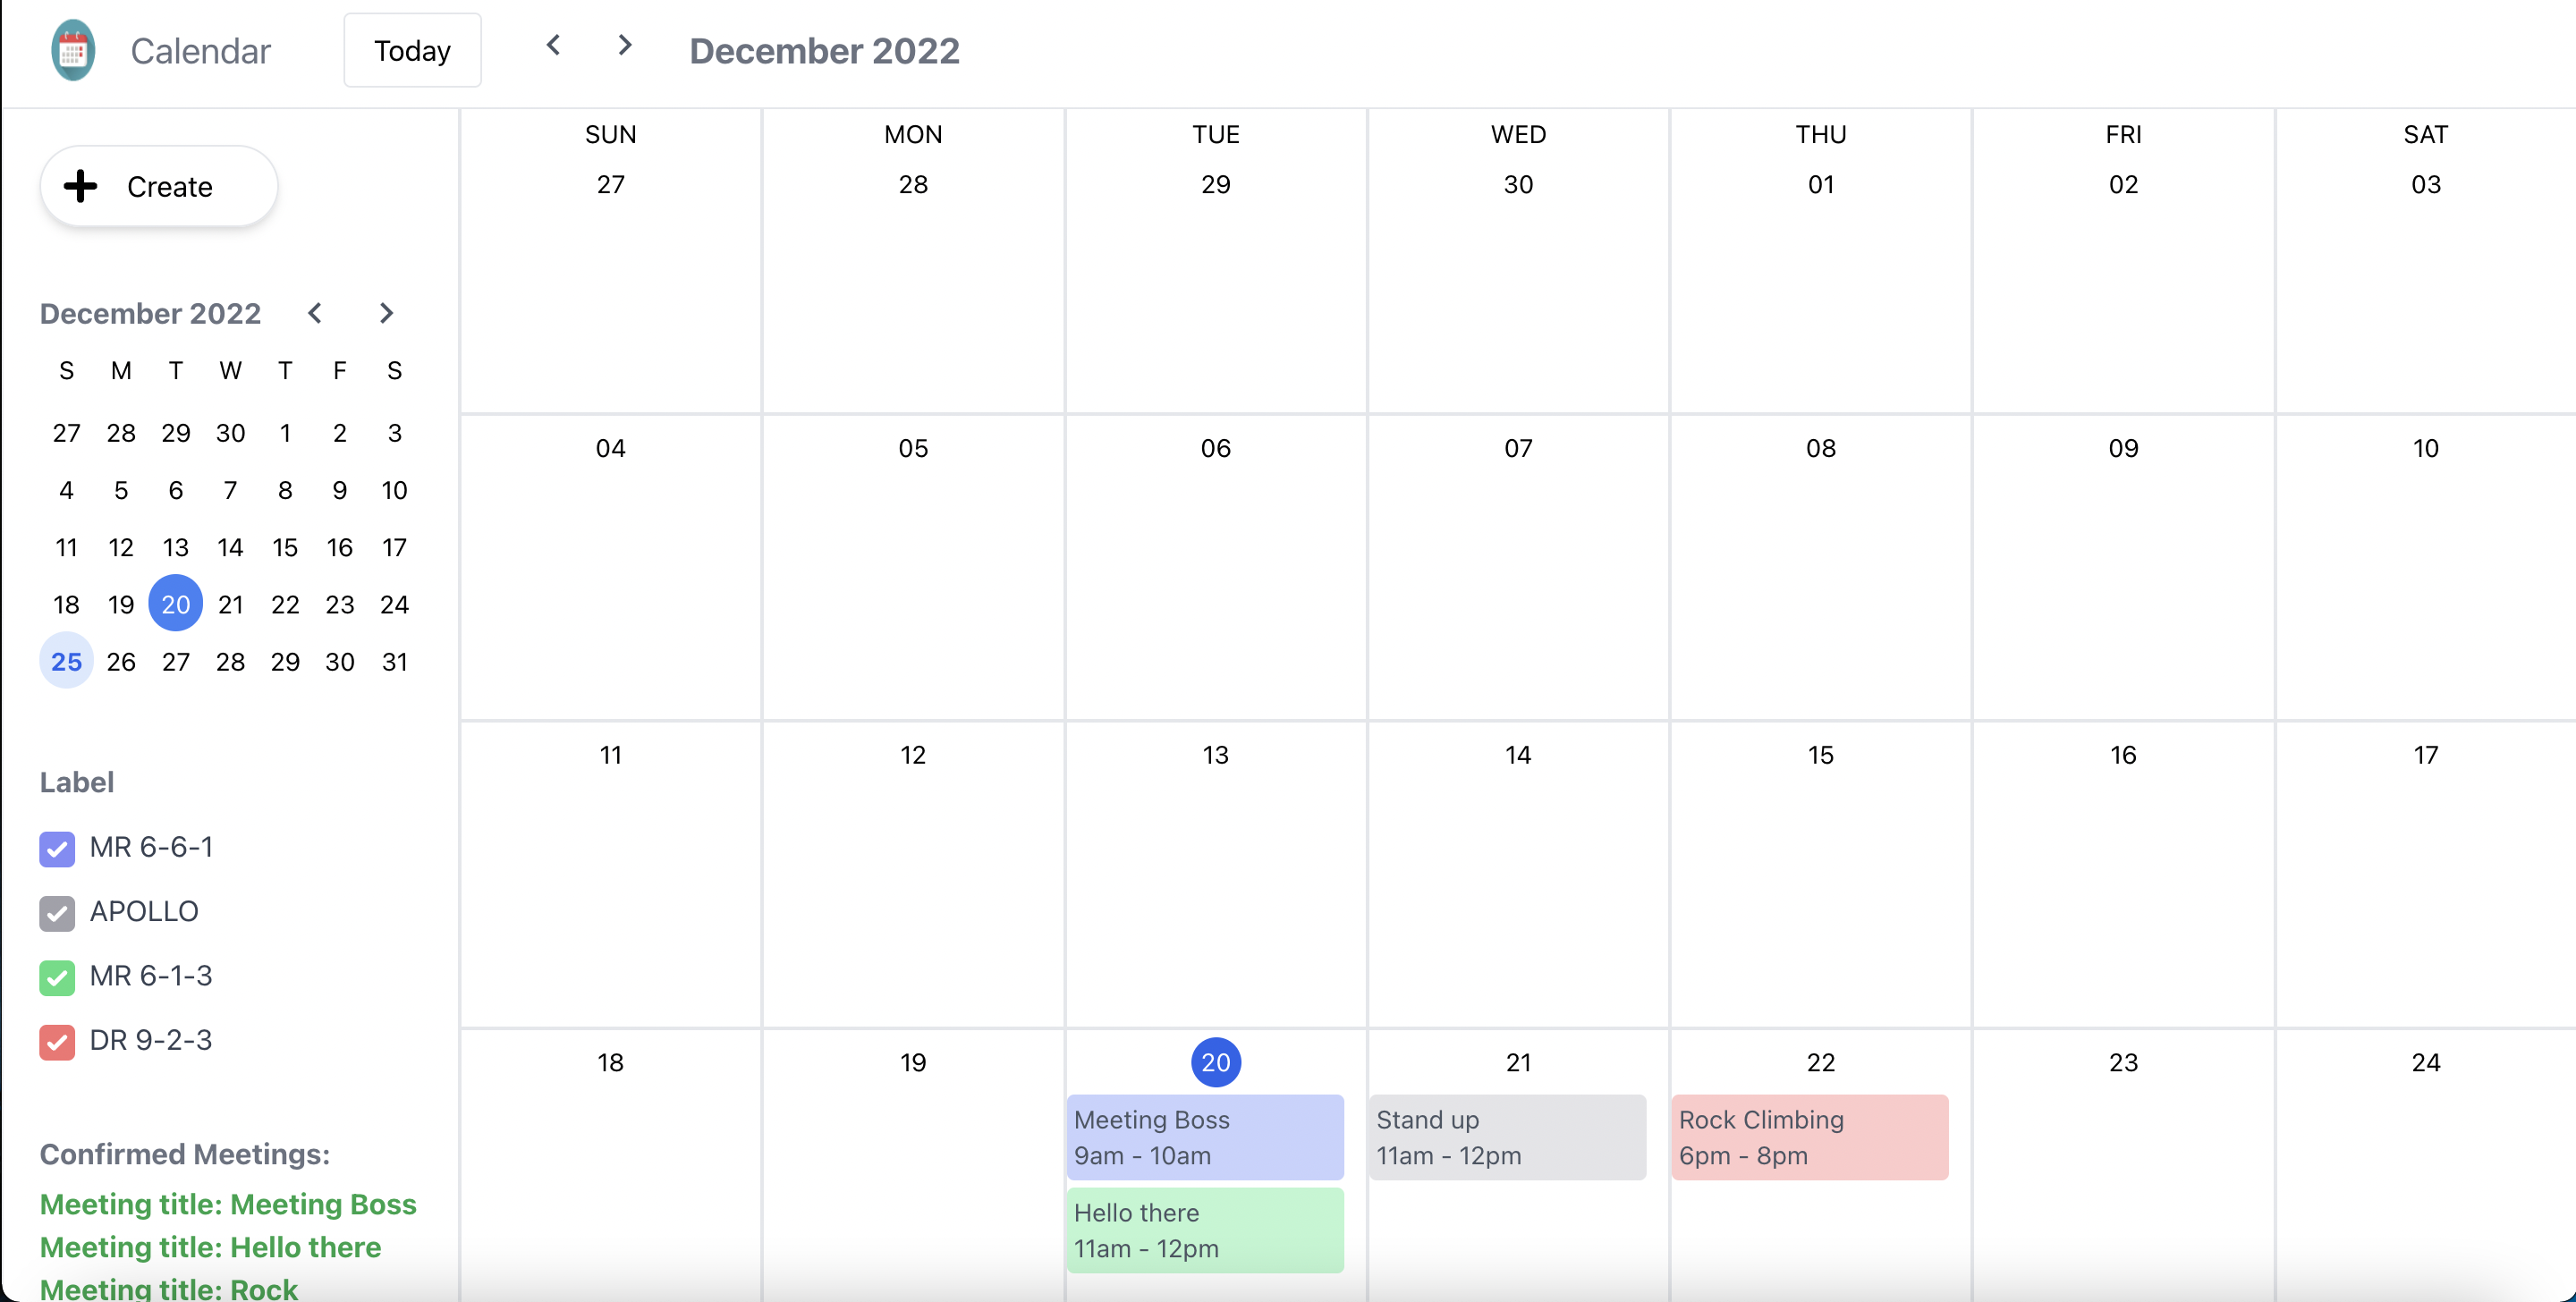 Calendar Today December 2022
Create
December 2022
S M T W T F S
27 28 29 30 1 2 3
4 5 6 7 8 9 10
11 12 13 14 15 16 17
18 19 20 21 22 23 24
25 26 27 28 29 30 31
Label
MR 6-6-1
APOLLO
MR 6-1-3
DR 9-2-3
Confirmed Meetings:
Meeting title: Meeting Boss
Meeting title: Hello there
Meeting title: Rock
SUN MON TUE WED THU FRI SAT
27 28 29 30 01 02 03
04 05 06 07 08 09 10
11 12 13 14 15 16 17
18 19 20 21 22 23 24
Meeting Boss
9am - 10am
Hello there
11am - 12pm
Stand up
11am - 12pm
Rock Climbing
6pm - 8pm